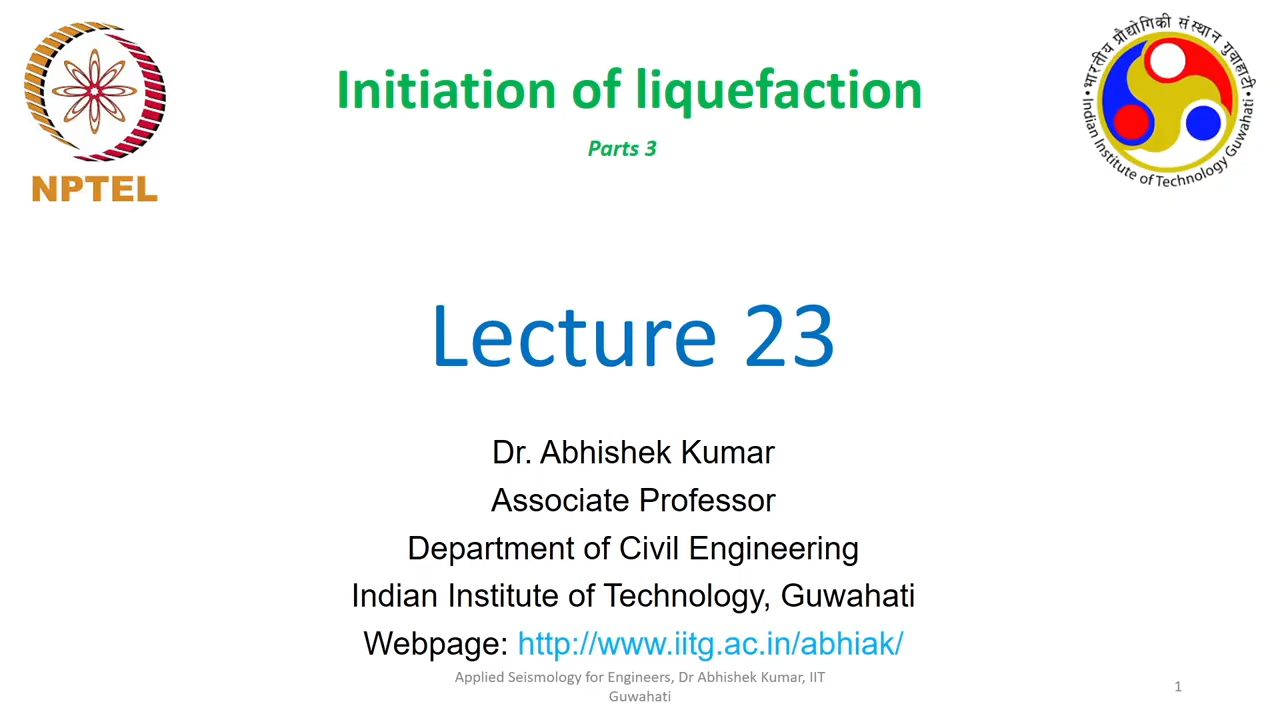 Initiation of liquefaction
Parts 3
NPTEL
भारतीय प्रौद्योगिकी संस्थान गुवाहाटी
Indian Institute of Technology Guwahati
Lecture 23
Dr. Abhishek Kumar
Associate Professor
Department of Civil Engineering
Indian Institute of Technology, Guwahati
Webpage: http://www.iitg.ac.in/abhiak/
Applied Seismology for Engineers, Dr Abhishek Kumar, IIT
Guwahati
1